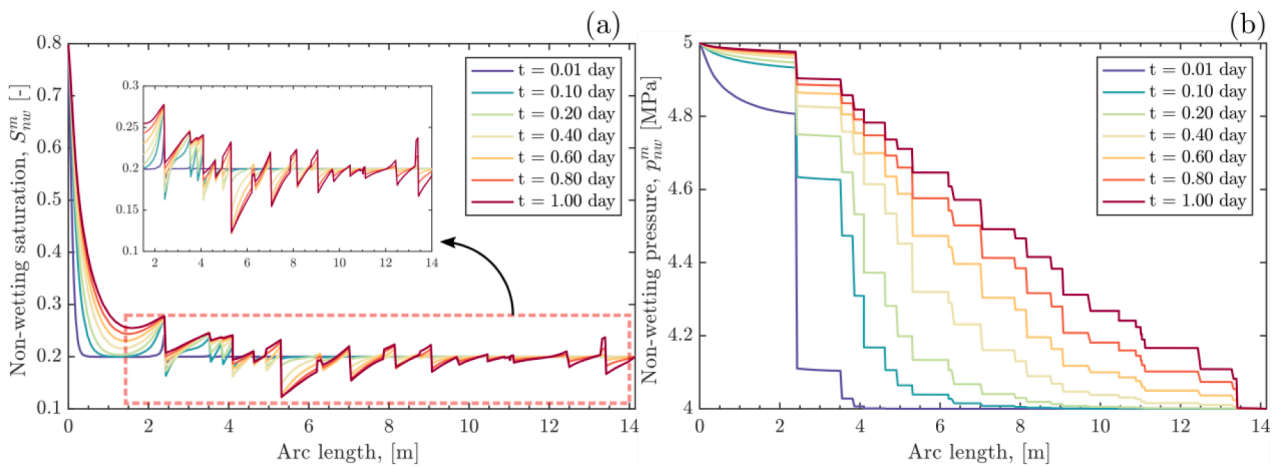 (a)
Non-wetting saturation, S_{nw}^{m} [-]
0.8
0.7
0.6
0.5
0.4
0.3
0.2
0.1
0 2 4 6 8 10 12 14
Arc length, [m]
0.3
0.25
0.2
0.15
0.1
2 4 6 8 10 12 14
t = 0.01 day
t = 0.10 day
t = 0.20 day
t = 0.40 day
t = 0.60 day
t = 0.80 day
t = 1.00 day
(b)
Non-wetting pressure, p_{nw}^{m} [MPa]
5
4.8
4.6
4.4
4.2
4
0 2 4 6 8 10 12 14
Arc length, [m]
t = 0.01 day
t = 0.10 day
t = 0.20 day
t = 0.40 day
t = 0.60 day
t = 0.80 day
t = 1.00 day